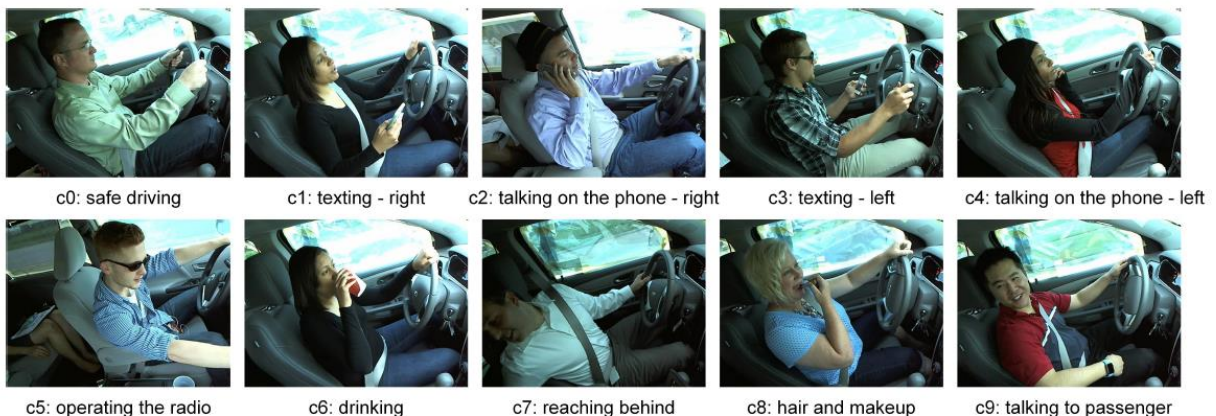 c0: safe driving
c1: texting - right
c2: talking on the phone - right
c3: texting - left
c4: talking on the phone - left
c5: operating the radio
c6: drinking
c7: reaching behind
c8: hair and makeup
c9: talking to passenger